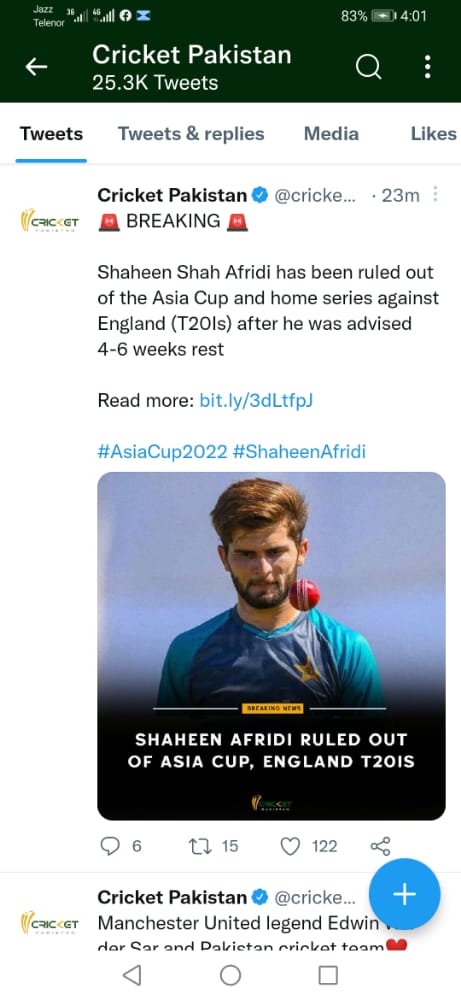 Jazz
Telenor
3G
4G
83%
4:01
Cricket Pakistan
25.3K Tweets
Tweets
Tweets & replies
Media
Likes
Cricket Pakistan @cricke... · 23m
🚨 BREAKING 🚨
Shaheen Shah Afridi has been ruled out
of the Asia Cup and home series against
England (T20Is) after he was advised
4-6 weeks rest
Read more: bit.ly/3dLtfpJ
#AsiaCup2022 #ShaheenAfridi
CRICKET
PAKISTAN
BREAKING NEWS
SHAHEEN AFRIDI RULED OUT
OF ASIA CUP, ENGLAND T20IS
CRICKET
PAKISTAN
6
15
122
Cricket Pakistan @cricke...
Manchester United legend Edwin
der Sar and Pakistan cricket team❤️
CRICKET
PAKISTAN